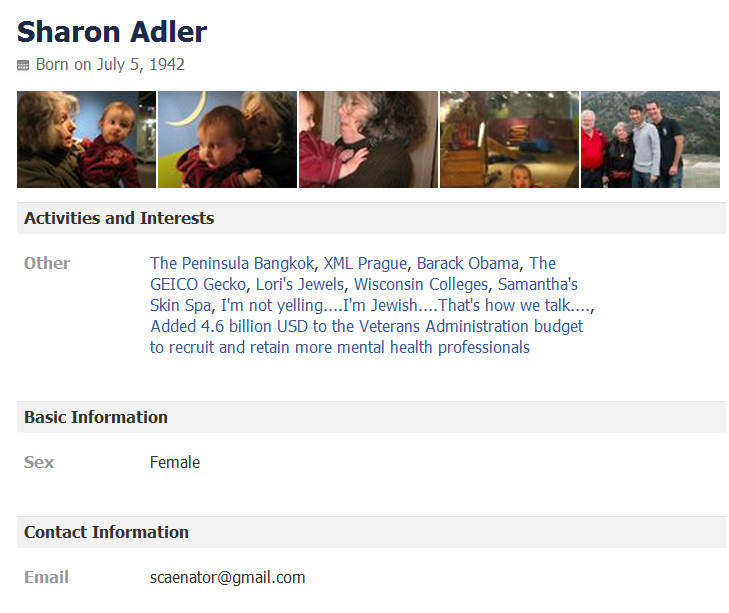 Sharon Adler
Born on July 5, 1942
Activities and Interests
Other
The Peninsula Bangkok, XML Prague, Barack Obama, The
GEICO Gecko, Lori's Jewels, Wisconsin Colleges, Samantha's
Skin Spa, I'm not yelling....I'm Jewish....That's how we talk....,
Added 4.6 billion USD to the Veterans Administration budget
to recruit and retain more mental health professionals
Basic Information
Sex
Female
Contact Information
Email
scaenator@gmail.com